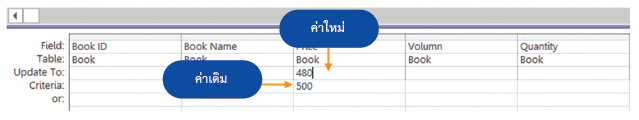 ค่าใหม่
Field: Book ID Book Name Price Volumn Quantity
Table: Book Book Book Book Book
Update To: 480
ค่าเดิม
Criteria: 500
or: